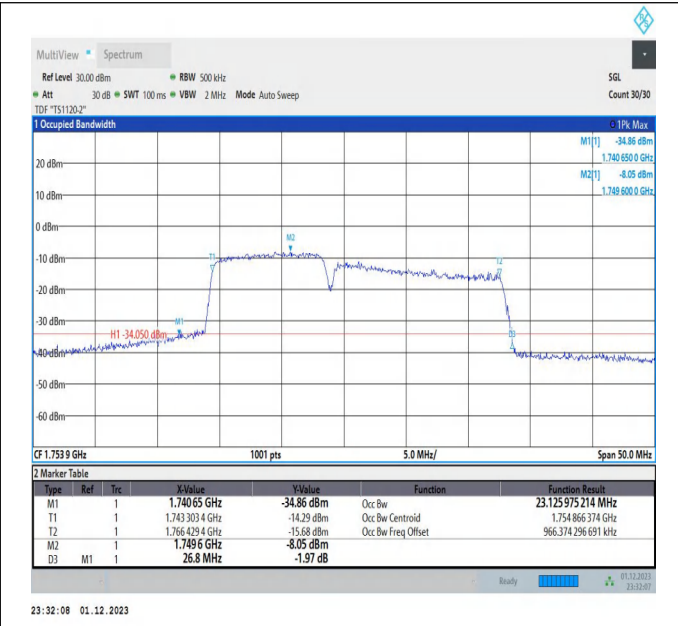 R&S
MultiView Spectrum
Ref Level 30.00 dBm RBW 500 kHz SGL
Att 30 dB SWT 100 ms VBW 2 MHz Mode Auto Sweep Count 30/30
TDF "TS1120-2"
1 Occupied Bandwidth 1Pk Max
M1[1] -34.86 dBm
1.740 650 0 GHz
M2[1] -8.05 dBm
1.749 600 0 GHz
20 dBm
10 dBm
0 dBm
M2
T1 T2
-10 dBm
-20 dBm
-30 dBm
M1
H1 -34.050 dBm
D3
-40 dBm
-50 dBm
-60 dBm
CF 1.753 9 GHz 1001 pts 5.0 MHz/ Span 50.0 MHz
2 Marker Table
Type Ref Trc X-Value Y-Value Function Function Result
M1 1 1.740 65 GHz -34.86 dBm Occ Bw 23.125 975 214 MHz
T1 1 1.743 303 4 GHz -14.29 dBm Occ Bw Centroid 1.754 866 374 GHz
T2 1 1.766 429 4 GHz -15.68 dBm Occ Bw Freq Offset 966.374 296 691 kHz
M2 1 1.749 6 GHz -8.05 dBm
D3 M1 1 26.8 MHz -1.97 dB
Ready 01.12.2023
23:32:07
23:32:08 01.12.2023